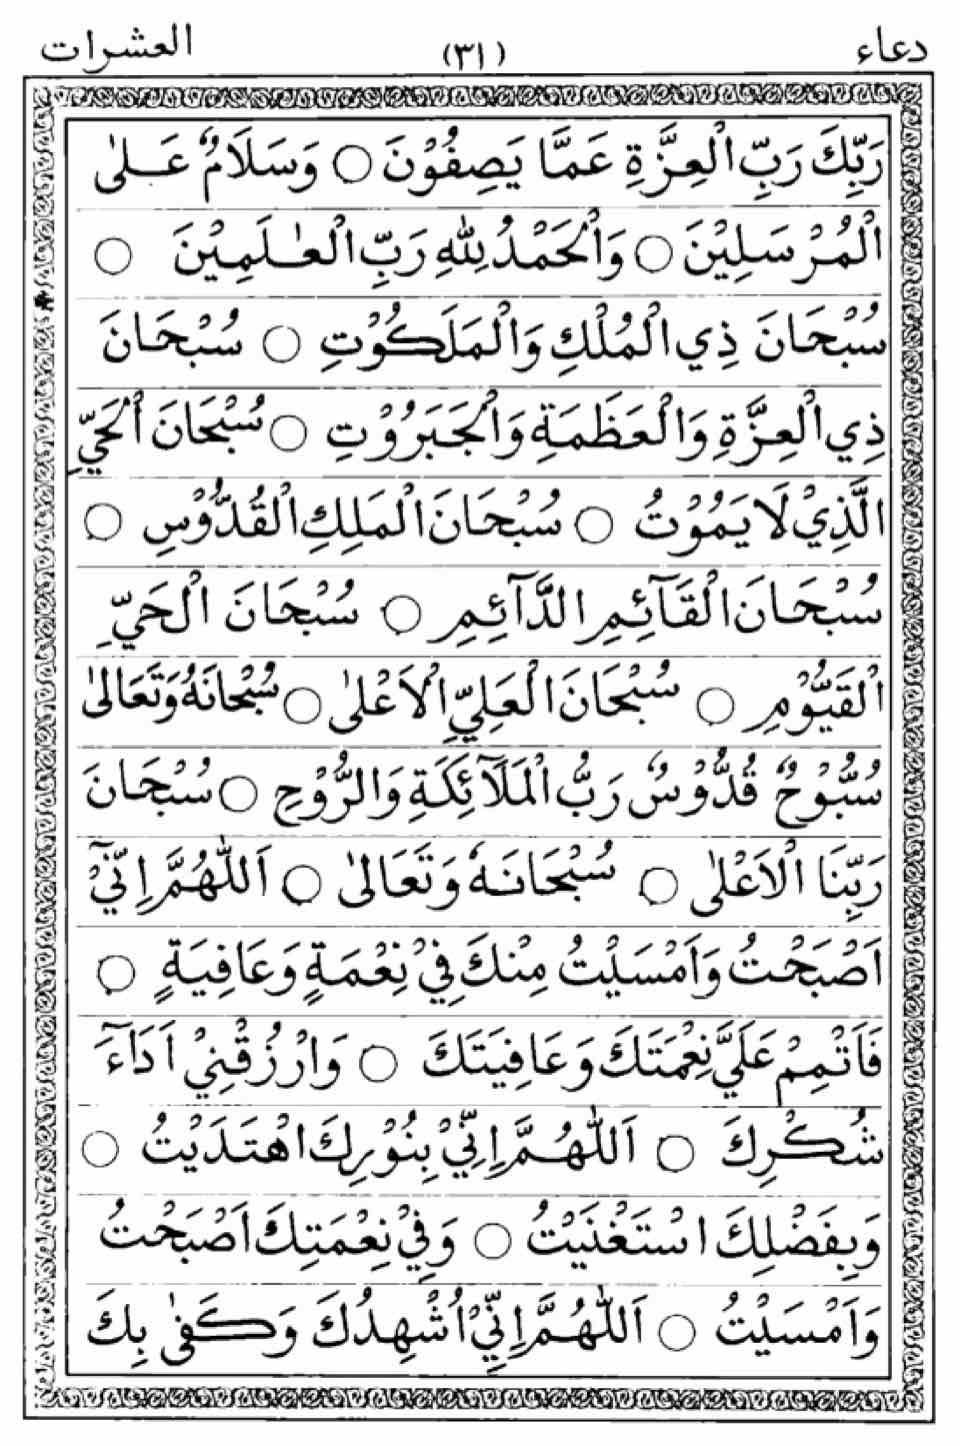 دعاء (٣١) العشرات
رَبِّكَ رَبِّ الْعِزَّةِ عَمَّا يَصِفُوْنَ ○ وَسَلَامٌ عَلٰى
الْمُرْسَلِيْنَ ○ وَالْحَمْدُ لِلّٰهِ رَبِّ الْعٰلَمِيْنَ ○
سُبْحَانَ ذِي الْمُلْكِ وَالْمَلَكُوْتِ ○ سُبْحَانَ
ذِي الْعِزَّةِ وَالْعَظَمَةِ وَالْجَبَرُوْتِ ○ سُبْحَانَ الْحَيِّ
الَّذِيْ لَا يَمُوْتُ ○ سُبْحَانَ الْمَلِكِ الْقُدُّوْسِ ○
سُبْحَانَ الْقَآئِمِ الدَّآئِمِ ○ سُبْحَانَ الْحَيِّ
الْقَيُّوْمِ ○ سُبْحَانَ الْعَلِيِّ الْاَعْلٰى ○ سُبْحَانَهُ وَتَعَالٰى
سُبُّوْحٌ قُدُّوْسٌ رَبُّ الْمَلَآئِكَةِ وَالرُّوْحِ ○ سُبْحَانَ
رَبِّنَا الْاَعْلٰى ○ سُبْحَانَهٗ وَتَعَالٰى ○ اَللّٰهُمَّ اِنِّيْٓ
اَصْبَحْتُ وَاَمْسَيْتُ مِنْكَ فِيْ نِعْمَةٍ وَعَافِيَةٍ ○
فَاَتْمِمْ عَلَيَّ نِعْمَتَكَ وَعَافِيَتَكَ ○ وَارْزُقْنِيْ اَدَآءَ
شُكْرِكَ ○ اَللّٰهُمَّ اِنِّيْ بِنُوْرِكَ اهْتَدَيْتُ ○
وَبِفَضْلِكَ اسْتَغْنَيْتُ ○ وَفِيْ نِعْمَتِكَ اَصْبَحْتُ
وَاَمْسَيْتُ ○ اَللّٰهُمَّ اِنِّيْ اُشْهِدُكَ وَكَفٰى بِكَ